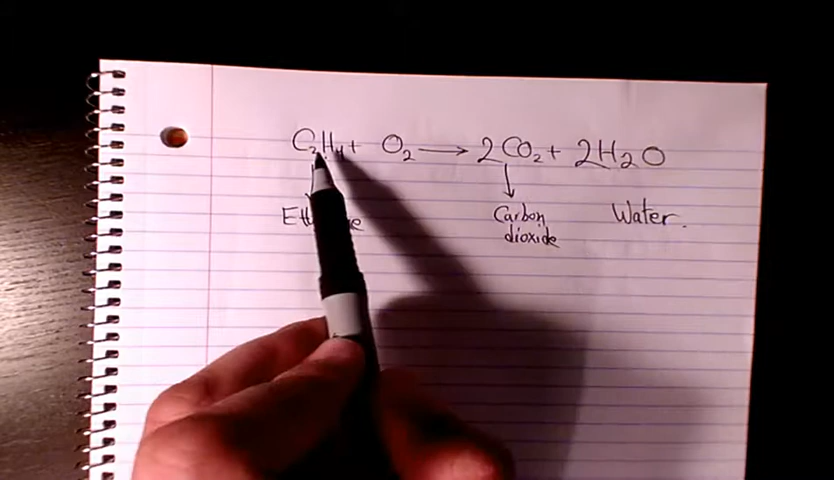 C₂H₄ + O₂ → 2CO₂ + 2H₂O
Carbon Water.
dioxide